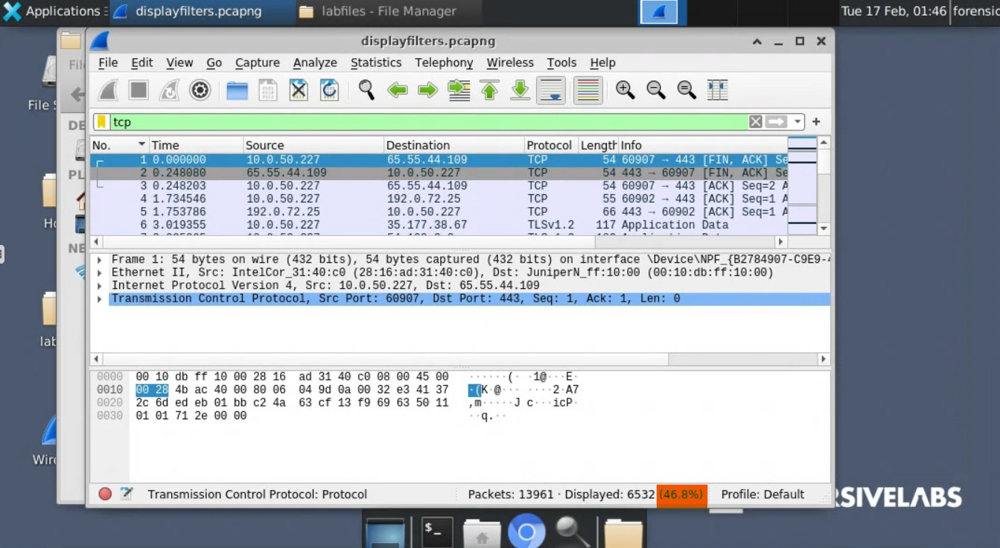 Applications : displayfilters.pcapng labfiles - File Manager Tue 17 Feb, 01:46 forensic
displayfilters.pcapng
File Edit View Go Capture Analyze Statistics Telephony Wireless Tools Help
tcp
No. Time Source Destination Protocol Length Info
1 0.000000 10.0.50.227 65.55.44.109 TCP 54 60907 → 443 [FIN, ACK] Se
2 0.248080 65.55.44.109 10.0.50.227 TCP 54 443 → 60907 [FIN, ACK] Se
3 0.248203 10.0.50.227 65.55.44.109 TCP 54 60907 → 443 [ACK] Seq=2 A
4 1.734546 10.0.50.227 192.0.72.25 TCP 55 60902 → 443 [ACK] Seq=1 A
5 1.753786 192.0.72.25 10.0.50.227 TCP 66 443 → 60902 [ACK] Seq=1 A
6 3.019355 10.0.50.227 35.177.38.67 TLSv1.2 117 Application Data
Frame 1: 54 bytes on wire (432 bits), 54 bytes captured (432 bits) on interface \Device\NPF_{B2784907-C9E9-4
Ethernet II, Src: IntelCor_31:40:c0 (28:16:ad:31:40:c0), Dst: JuniperN_ff:10:00 (00:10:db:ff:10:00)
Internet Protocol Version 4, Src: 10.0.50.227, Dst: 65.55.44.109
Transmission Control Protocol, Src Port: 60907, Dst Port: 443, Seq: 1, Ack: 1, Len: 0
0000 00 10 db ff 10 00 28 16 ad 31 40 c0 08 00 45 00 ······(· ·1@···E·
0010 00 28 4b ac 40 00 80 06 04 9d 0a 00 32 e3 41 37 ·(K·@··· ····2·A7
0020 2c 6d ed eb 01 bb c2 4a 63 cf 13 f9 69 63 50 11 ,m·····J c···icP·
0030 01 01 71 2e 00 00 ··q.··
Transmission Control Protocol: Protocol Packets: 13961 · Displayed: 6532 (46.8%) Profile: Default
File S
Fil
DE
PL
Ho
NE
lab
Wire
RSIVELABS
$_